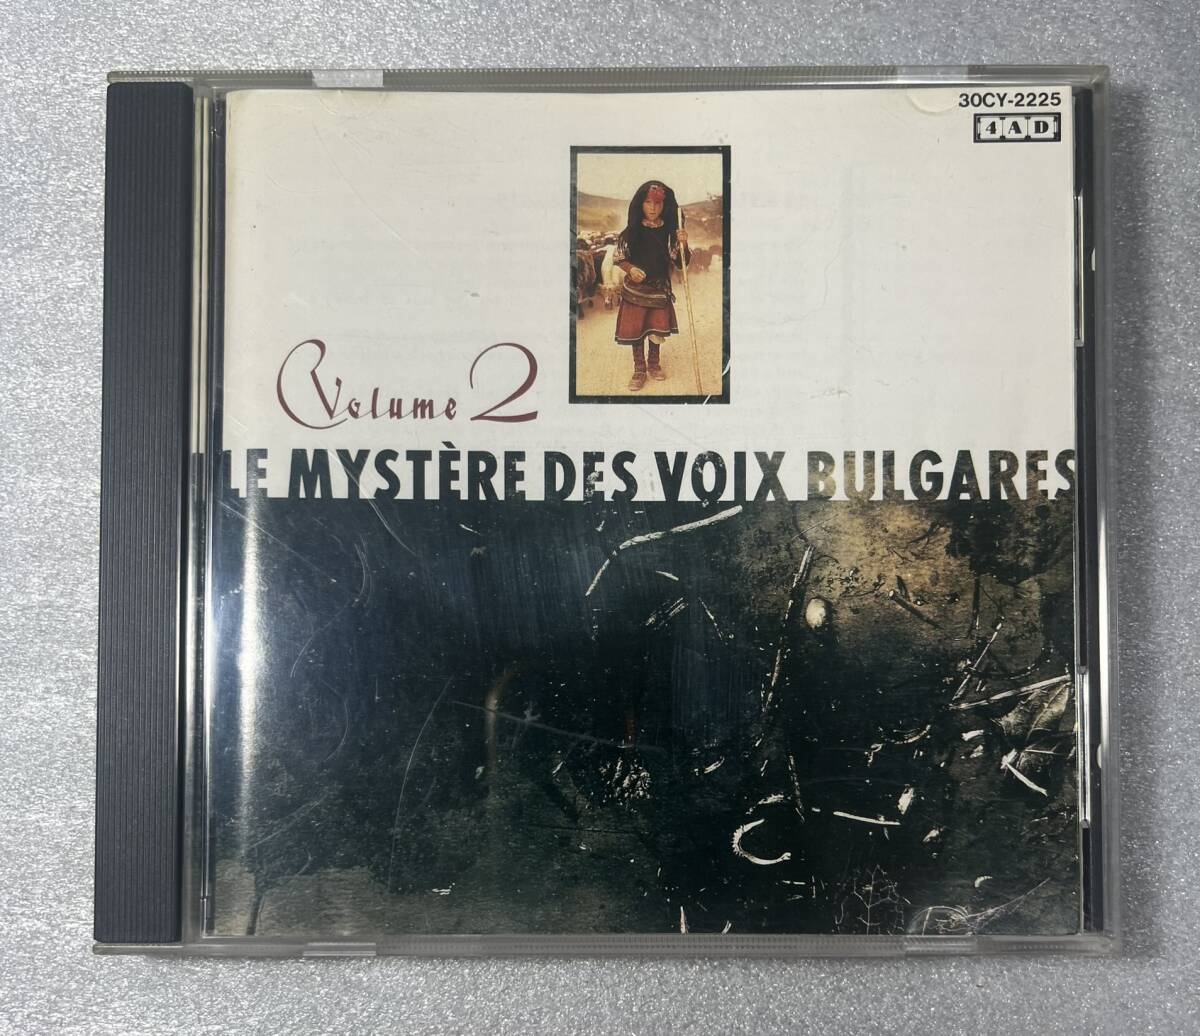 30CY-2225
4AD
Volume 2
LE MYSTÈRE DES VOIX BULGARES